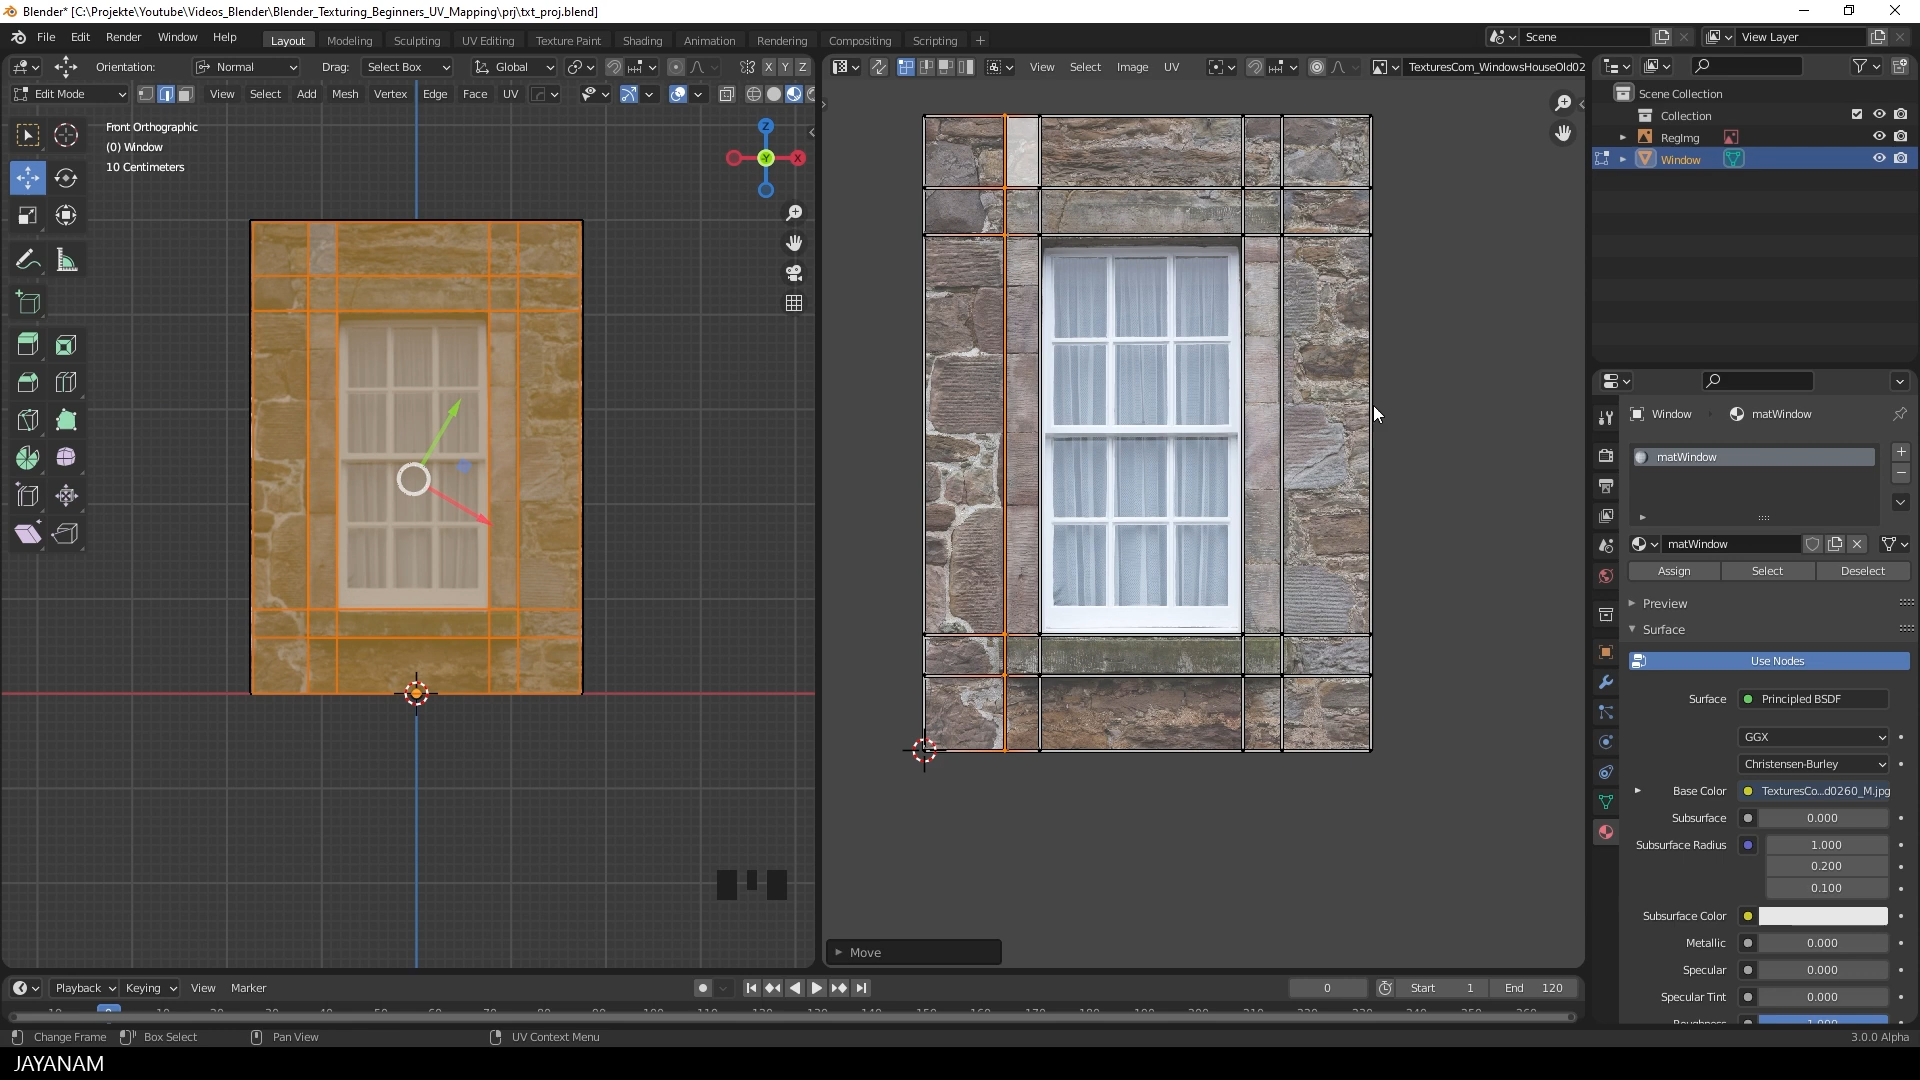 Blender* [C:\Projekte\Youtube\Videos_Blender\Blender_Texturing_Beginners_UV_Mapping\prj\txt_proj.blend]
File Edit Render Window Help Layout Modeling Sculpting UV Editing Texture Paint Shading Animation Rendering Compositing Scripting + Scene View Layer
Orientation: Normal Drag: Select Box Global X Y Z View Select Image UV TexturesCom_WindowsHouseOld02
Edit Mode View Select Add Mesh Vertex Edge Face UV
Scene Collection
Collection
RegImg
Window
Front Orthographic
(0) Window
10 Centimeters
Z
Y X
Window matWindow
matWindow
matWindow
Assign Select Deselect
Preview
Surface
Use Nodes
Surface Principled BSDF
GGX
Christensen-Burley
Base Color TexturesCo...d0260_M.jpg
Subsurface 0.000
Subsurface Radius 1.000
0.200
0.100
Subsurface Color
Metallic 0.000
Specular 0.000
Specular Tint 0.000
Roughness 1.000
Move
Playback Keying View Marker 0 Start 1 End 120
Change Frame Box Select Pan View UV Context Menu 3.0.0 Alpha
JAYANAM